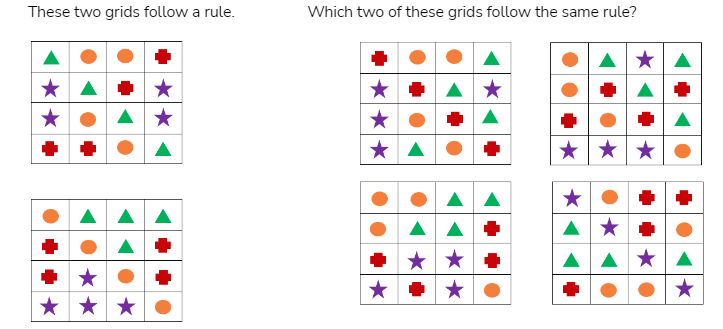 These two grids follow a rule.
Which two of these grids follow the same rule?